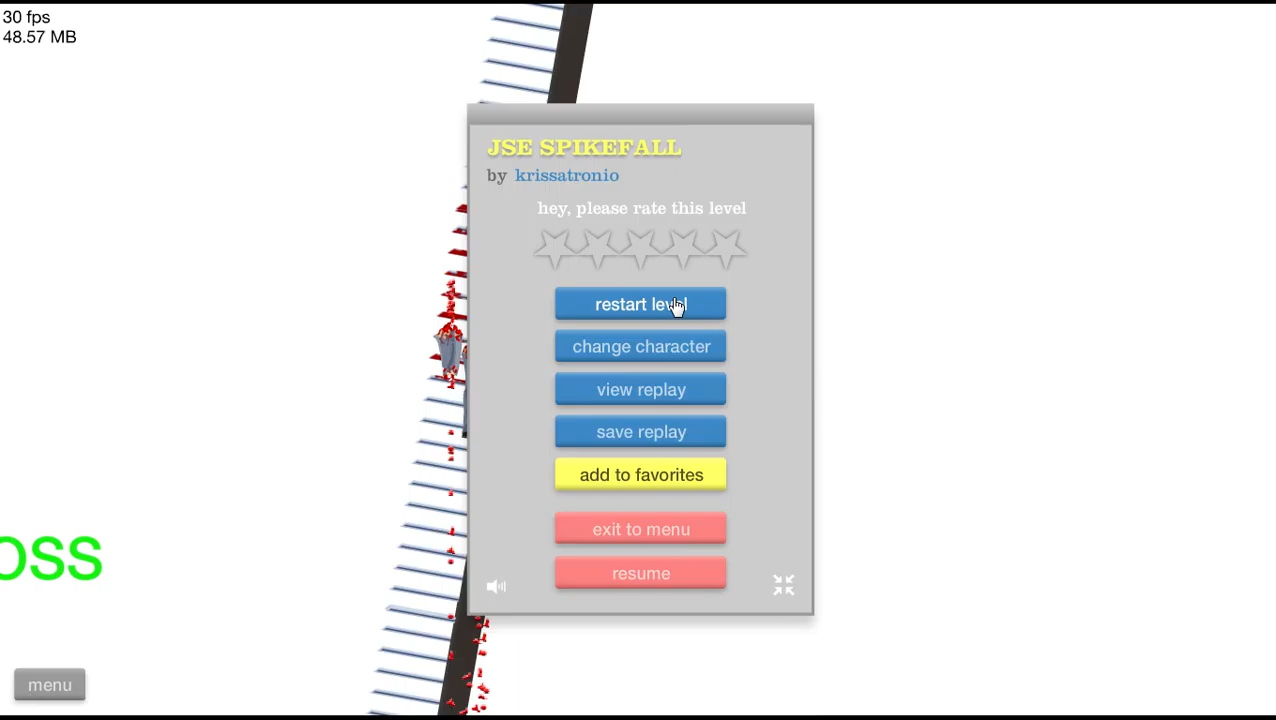 30 fps
48.57 MB
JSE SPIKEFALL
by krissatronio
hey, please rate this level
restart level
change character
view replay
save replay
add to favorites
exit to menu
resume
OSS
menu